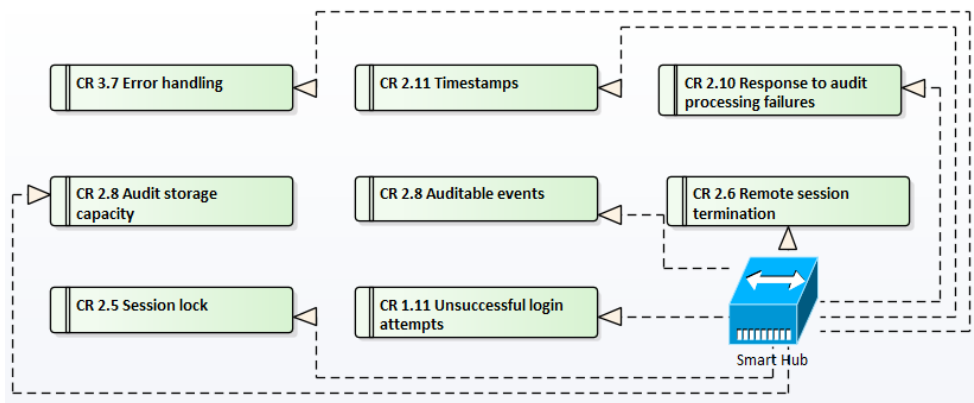 CR 3.7 Error handling
CR 2.11 Timestamps
CR 2.10 Response to audit
processing failures
CR 2.8 Audit storage
capacity
CR 2.8 Auditable events
CR 2.6 Remote session
termination
CR 2.5 Session lock
CR 1.11 Unsuccessful login
attempts
Smart Hub